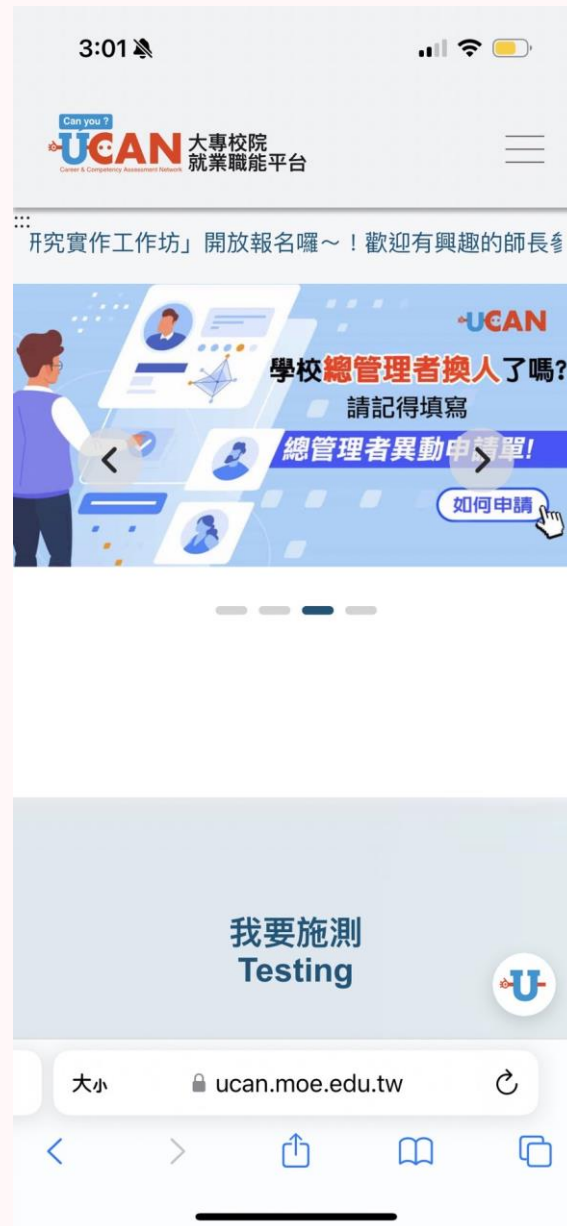 3:01
Can you ?
UCAN
Career & Competency Assessment Network
大專校院
就業職能平台
:::
研究實作工作坊」開放報名囉～！歡迎有興趣的師長參
UCAN
學校總管理者換人了嗎?
請記得填寫
總管理者異動申請單!
如何申請
我要施測
Testing
U
大小
ucan.moe.edu.tw